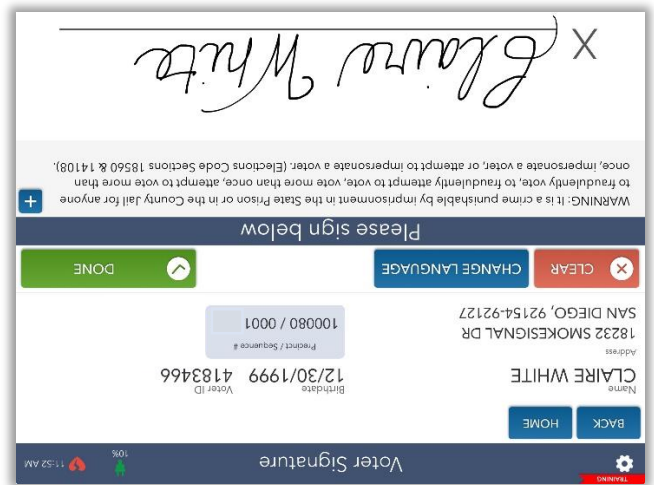 TRAINING
Voter Signature
10%
11:52 AM
BACK
HOME
Name
CLAIRE WHITE
Birthdate
12/30/1999
Voter ID
4183466
Address
18232 SMOKESIGNAL DR
SAN DIEGO, 92154-92127
Precinct / Sequence #
100080 / 0001
CLEAR
CHANGE LANGUAGE
DONE
Please sign below
WARNING: It is a crime punishable by imprisonment in the State Prison or in the County Jail for anyone
to fraudulently vote, to fraudulently attempt to vote, vote more than once, attempt to vote more than
once, impersonate a voter, or attempt to impersonate a voter. (Elections Code Sections 18560 & 14108).
+
X Claire White